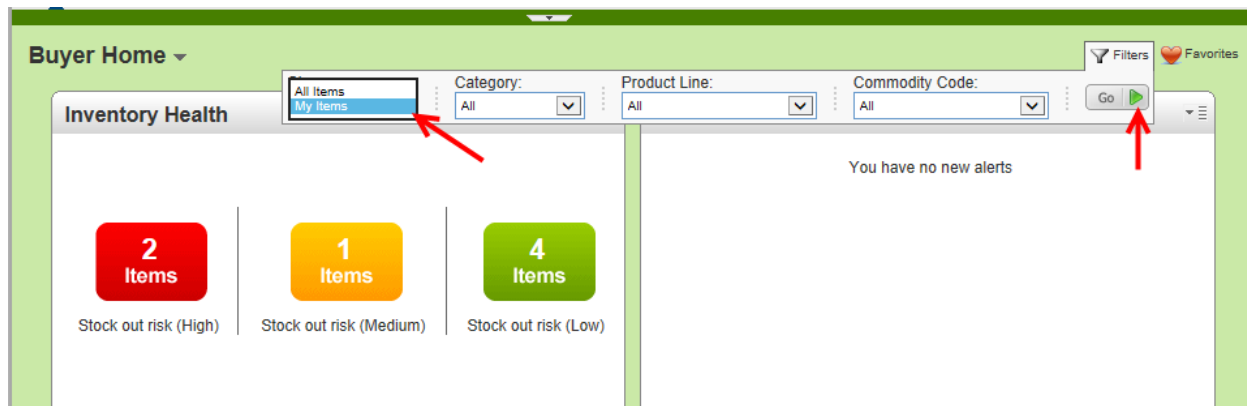 Buyer Home
Filters
Favorites
All Items
My Items
Category:
All
Product Line:
All
Commodity Code:
All
Go
Inventory Health
You have no new alerts
2
Items
1
Items
4
Items
Stock out risk (High)
Stock out risk (Medium)
Stock out risk (Low)